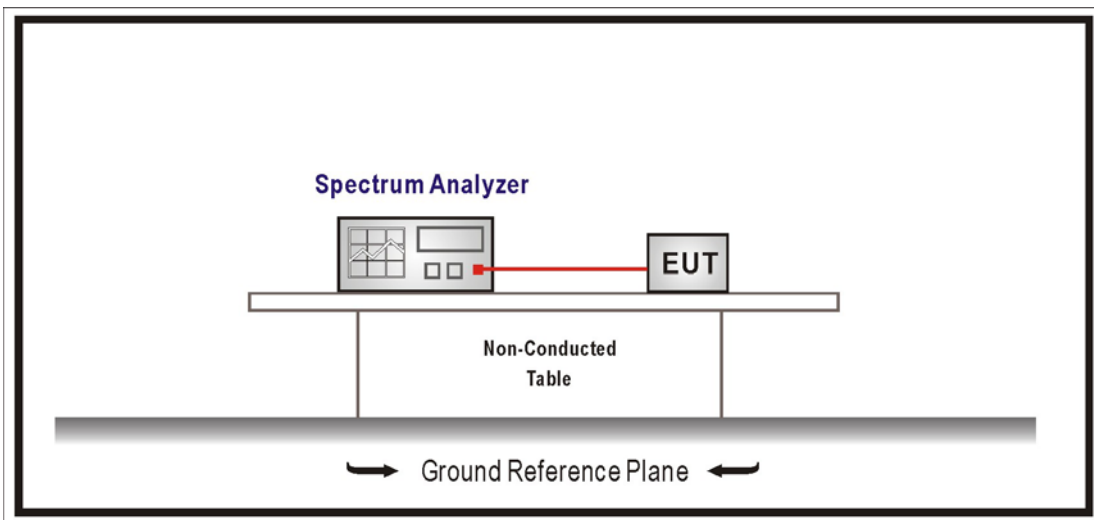 Spectrum Analyzer
EUT
Non-Conducted
Table
Ground Reference Plane